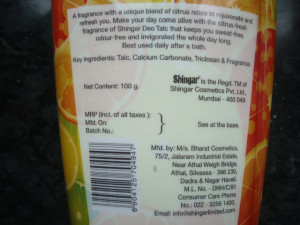 A fragrance with a unique blend of citrus notes to rejuvenate and
refresh you. Make your day come alive with the citrus-fresh
fragrance of Shingar Deo Talc that keeps you sweat-free,
odour-free and invigorated the whole day long.
Best used daily after a bath.
Key Ingredients: Talc, Calcium Carbonate, Triclosan & Fragrance.
Net Content: 100 g.
Shingar® is the Regd. TM of
Shingar Cosmetics Pvt. Ltd.,
Mumbai - 400 049.
MRP (Incl. of all taxes):
Mfd. On:
Batch No.:
See at the base.
Mfd. by: M/s. Bharat Cosmetics,
75/2, Jalaram Industrial Estate,
Near Athal Weigh Bridge,
Athal, Silvassa - 396 230,
Dadra & Nagar Haveli.
M.L. No. - DNH/C/81
Consumer Care Phone
No.: 022 - 3256 1400.
Email: info@shingarlimited.com
8904125704947